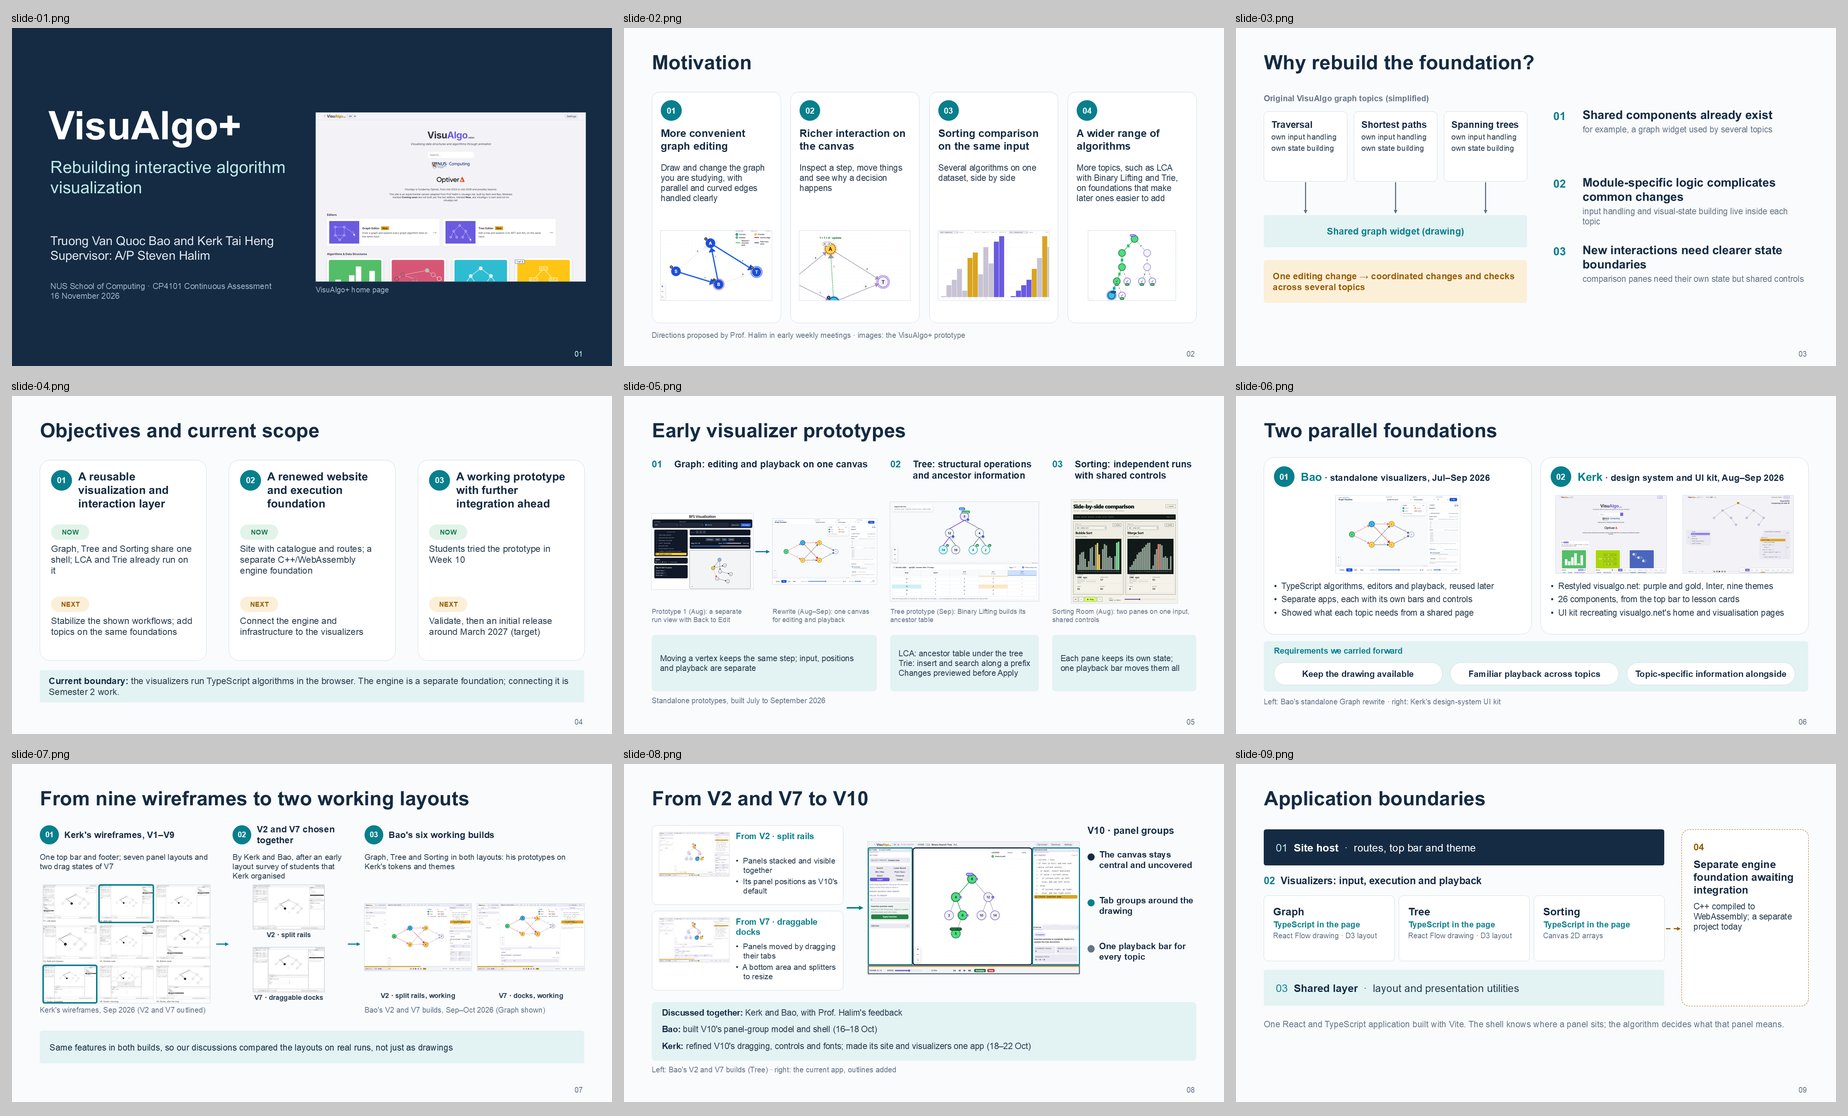 slide-01.png
VisuAlgo+
Rebuilding interactive algorithm
visualization
Truong Van Quoc Bao and Kerk Tai Heng
Supervisor: A/P Steven Halim
NUS School of Computing · CP4101 Continuous Assessment
16 November 2026
VisuAlgo+ home page
01
slide-02.png
Motivation
01
More convenient
graph editing
Draw and change the graph
you are studying, with
parallel and curved edges
handled clearly
02
Richer interaction on
the canvas
Inspect a step, move things
and see why a decision
happens
03
Sorting comparison
on the same input
Several algorithms on one
dataset, side by side
04
A wider range of
algorithms
More topics, such as LCA
with Binary Lifting and Trie,
on foundations that make
later ones easier to add
Directions proposed by Prof. Halim in early weekly meetings · images: the VisuAlgo+ prototype
02
slide-03.png
Why rebuild the foundation?
Original VisuAlgo graph topics (simplified)
Traversal
own input handling
own state building
Shortest paths
own input handling
own state building
Spanning trees
own input handling
own state building
Shared graph widget (drawing)
One editing change → coordinated changes and checks
across several topics
01
Shared components already exist
for example, a graph widget used by several topics
02
Module-specific logic complicates
common changes
input handling and visual-state building live inside each
topic
03
New interactions need clearer state
boundaries
comparison panes need their own state but shared controls
03
slide-04.png
Objectives and current scope
01
A reusable
visualization and
interaction layer
NOW
Graph, Tree and Sorting share one
shell; LCA and Trie already run on
it
NEXT
Stabilize the shown workflows; add
topics on the same foundations
02
A renewed website
and execution
foundation
NOW
Site with catalogue and routes; a
separate C++/WebAssembly
engine foundation
NEXT
Connect the engine and
infrastructure to the visualizers
03
A working prototype
with further
integration ahead
NOW
Students tried the prototype in
Week 10
NEXT
Validate, then an initial release
around March 2027 (target)
Current boundary: the visualizers run TypeScript algorithms in the browser. The engine is a separate foundation; connecting it is
Semester 2 work.
04
slide-05.png
Early visualizer prototypes
01
Graph: editing and playback on one canvas
02
Tree: structural operations
and ancestor information
03
Sorting: independent runs
with shared controls
Side-by-side comparison
Prototype 1 (Aug): a separate
run view with Back to Edit
Rewrite (Aug–Sep): one canvas
for editing and playback
Tree prototype (Sep): Binary Lifting builds its
ancestor table
Sorting Room (Aug): two panes on one input,
shared controls
Moving a vertex keeps the same step; input, positions
and playback are separate
LCA: ancestor table under the tree
Trie: insert and search along a prefix
Changes previewed before Apply
Each pane keeps its own state;
one playback bar moves them all
Standalone prototypes, built July to September 2026
05
slide-06.png
Two parallel foundations
01
Bao · standalone visualizers, Jul–Sep 2026
• TypeScript algorithms, editors and playback, reused later
• Separate apps, each with its own bars and controls
• Showed what each topic needs from a shared page
02
Kerk · design system and UI kit, Aug–Sep 2026
• Restyled visualgo.net: purple and gold, Inter, nine themes
• 26 components, from the top bar to lesson cards
• UI kit recreating visualgo.net's home and visualisation pages
Requirements we carried forward
Keep the drawing available
Familiar playback across topics
Topic-specific information alongside
Left: Bao's standalone Graph rewrite · right: Kerk's design-system UI kit
06
slide-07.png
From nine wireframes to two working layouts
01
Kerk's wireframes, V1–V9
One top bar and footer; seven panel layouts and
two drag states of V7
Kerk's wireframes, Sep 2026 (V2 and V7 outlined)
02
V2 and V7 chosen
together
By Kerk and Bao, after an early
layout survey of students that
Kerk organised
V2 · split rails
V7 · draggable docks
03
Bao's six working builds
Graph, Tree and Sorting in both layouts: his prototypes on
Kerk's tokens and themes
V2 · split rails, working
V7 · docks, working
Bao's V2 and V7 builds, Sep–Oct 2026 (Graph shown)
Same features in both builds, so our discussions compared the layouts on real runs, not just as drawings
07
slide-08.png
From V2 and V7 to V10
From V2 · split rails
• Panels stacked and visible
together
• Its panel positions as V10's
default
From V7 · draggable
docks
• Panels moved by dragging
their tabs
• A bottom area and splitters
to resize
V10 · panel groups
The canvas stays
central and uncovered
Tab groups around the
drawing
One playback bar for
every topic
Discussed together: Kerk and Bao, with Prof. Halim's feedback
Bao: built V10's panel-group model and shell (16–18 Oct)
Kerk: refined V10's dragging, controls and fonts; made its site and visualizers one app (18–22 Oct)
Left: Bao's V2 and V7 builds (Tree) · right: the current app, outlines added
08
slide-09.png
Application boundaries
01 Site host · routes, top bar and theme
02 Visualizers: input, execution and playback
Graph
TypeScript in the page
React Flow drawing · D3 layout
Tree
TypeScript in the page
React Flow drawing · D3 layout
Sorting
TypeScript in the page
Canvas 2D arrays
03 Shared layer · layout and presentation utilities
04
Separate engine
foundation awaiting
integration
C++ compiled to
WebAssembly; a separate
project today
One React and TypeScript application built with Vite. The shell knows where a panel sits; the algorithm decides what that panel means.
09